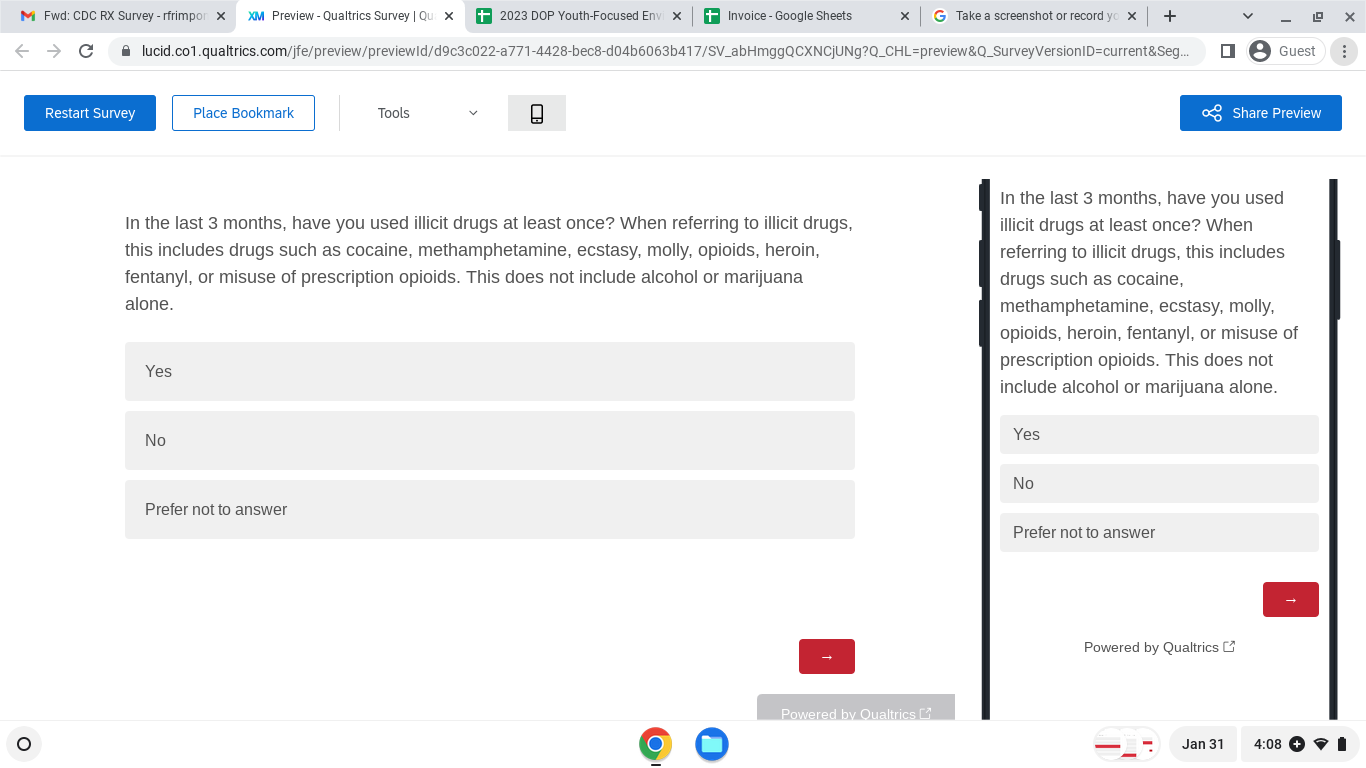 Fwd: CDC RX Survey - rfrimpor
Preview - Qualtrics Survey | Qu
2023 DOP Youth-Focused Envi
Invoice - Google Sheets
Take a screenshot or record yo
lucid.co1.qualtrics.com/jfe/preview/previewId/d9c3c022-a771-4428-bec8-d04b6063b417/SV_abHmggQCXNCjUNg?Q_CHL=preview&Q_SurveyVersionID=current&Seg...
Guest
Restart Survey
Place Bookmark
Tools
Share Preview
In the last 3 months, have you used illicit drugs at least once? When referring to illicit drugs,
this includes drugs such as cocaine, methamphetamine, ecstasy, molly, opioids, heroin,
fentanyl, or misuse of prescription opioids. This does not include alcohol or marijuana
alone.
Yes
No
Prefer not to answer
→
Powered by Qualtrics
In the last 3 months, have you used
illicit drugs at least once? When
referring to illicit drugs, this includes
drugs such as cocaine,
methamphetamine, ecstasy, molly,
opioids, heroin, fentanyl, or misuse of
prescription opioids. This does not
include alcohol or marijuana alone.
Yes
No
Prefer not to answer
→
Powered by Qualtrics
Jan 31
4:08